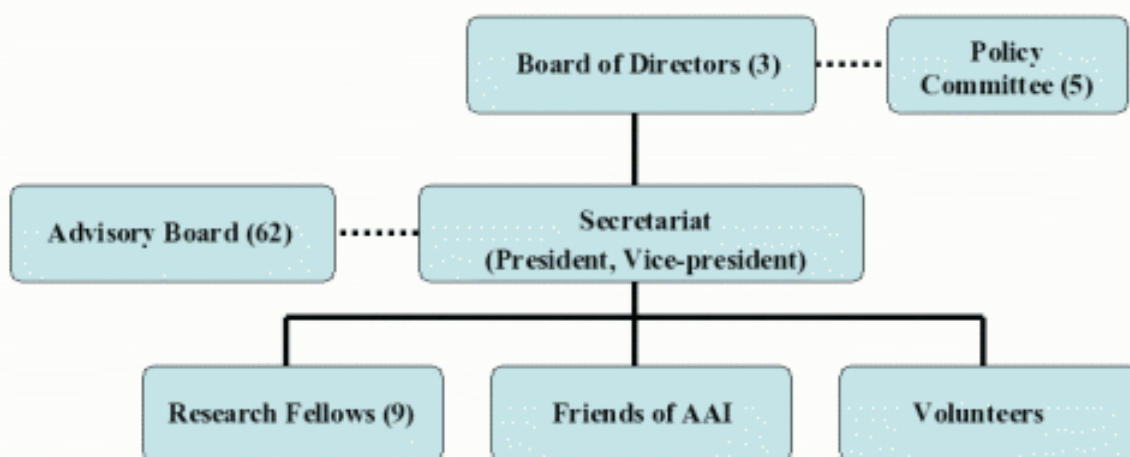 Board of Directors (3)
Policy
Committee (5)
Advisory Board (62)
Secretariat
(President, Vice-president)
Research Fellows (9)
Friends of AAI
Volunteers